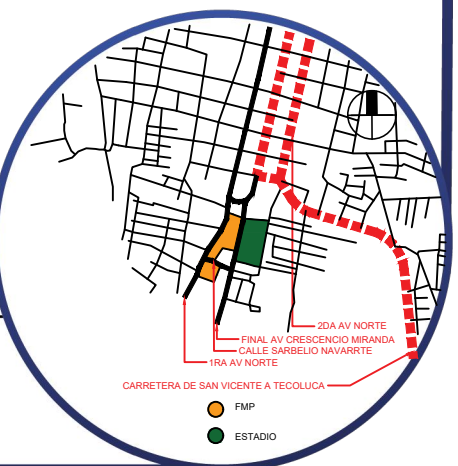 2DA AV NORTE
FINAL AV CRESCENCIO MIRANDA
CALLE SARBELIO NAVARRTE
1RA AV NORTE
CARRETERA DE SAN VICENTE A TECOLUCA
FMP
ESTADIO